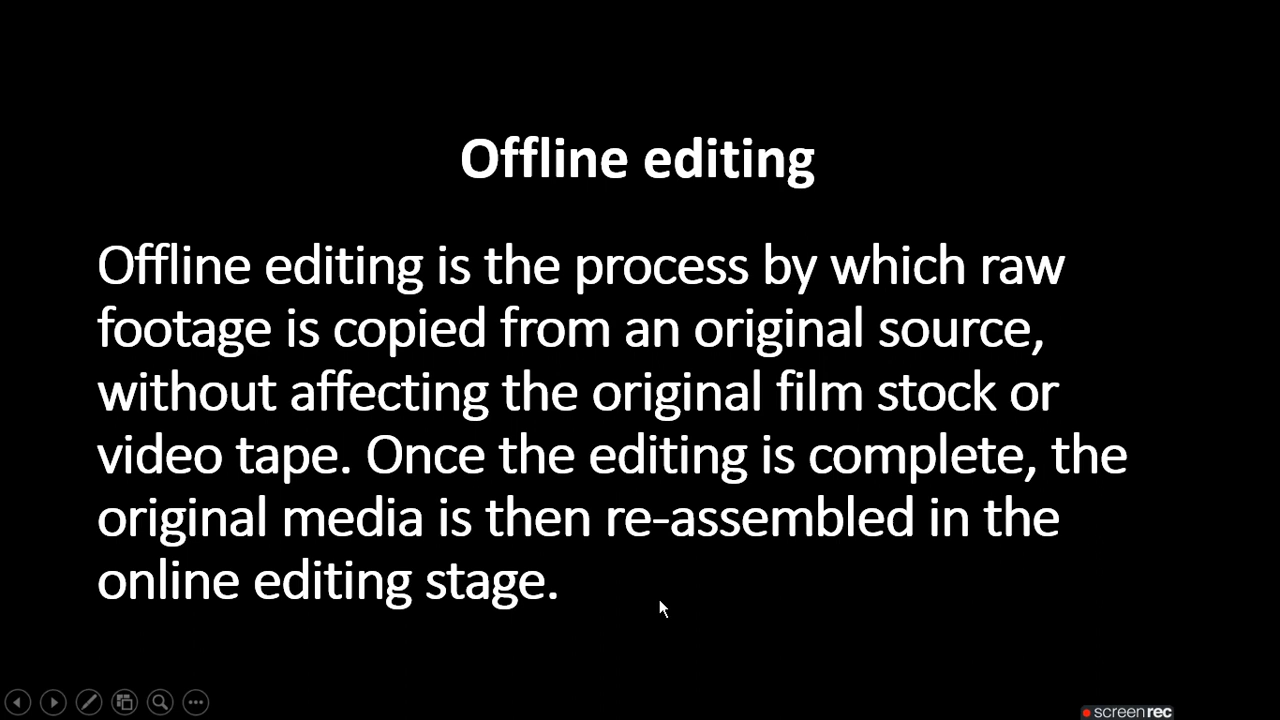 Offline editing
Offline editing is the process by which raw
footage is copied from an original source,
without affecting the original film stock or
video tape. Once the editing is complete, the
original media is then re-assembled in the
online editing stage.
screenrec